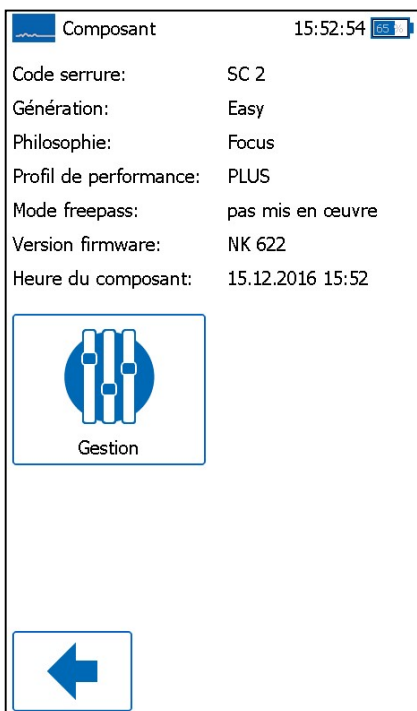 Composant 15:52:54 65 %
Code serrure: SC 2
Génération: Easy
Philosophie: Focus
Profil de performance: PLUS
Mode freepass: pas mis en œuvre
Version firmware: NK 622
Heure du composant: 15.12.2016 15:52
Gestion